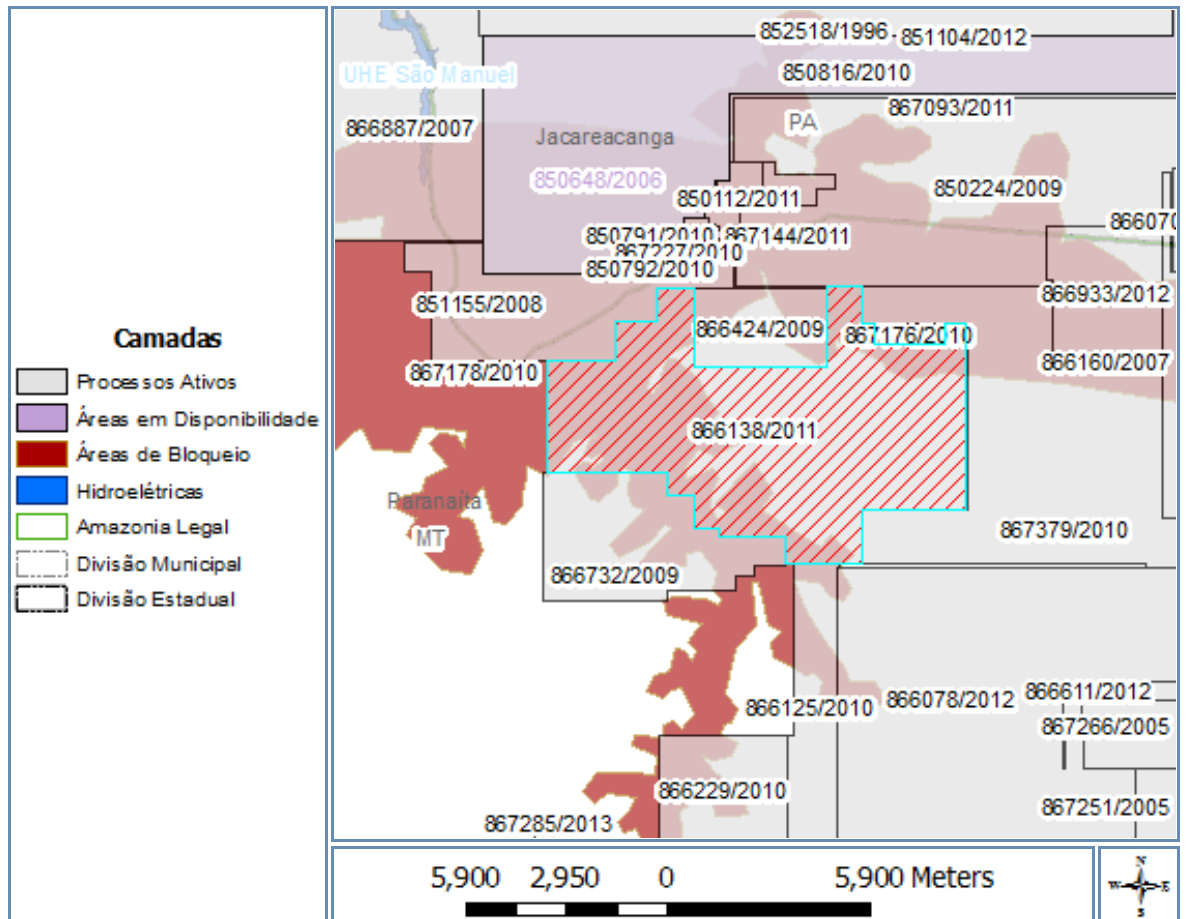 Camadas
Processos Ativos
Áreas em Disponibilidade
Áreas de Bloqueio
Hidroelétricas
Amazonia Legal
Divisão Municipal
Divisão Estadual
852518/1996
851104/2012
UHE São Manuel
850816/2010
867093/2011
866887/2007
PA
Jacareacanga
850648/2006
850224/2009
850112/2011
866070
850791/2010
867144/2011
867227/2010
850792/2010
866933/2012
851155/2008
866424/2009
867176/2010
866160/2007
867178/2010
866138/2011
Paranaíta
MT
867379/2010
866732/2009
866125/2010
866078/2012
866611/2012
867266/2005
866229/2010
867251/2005
867285/2013
5,900 2,950 0 5,900 Meters
N
W E
S